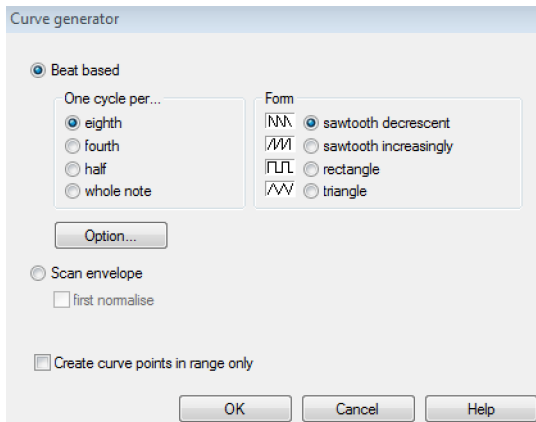 Curve generator
Beat based
One cycle per...
eighth
fourth
half
whole note
Form
sawtooth decrescent
sawtooth increasingly
rectangle
triangle
Option...
Scan envelope
first normalise
Create curve points in range only
OK
Cancel
Help